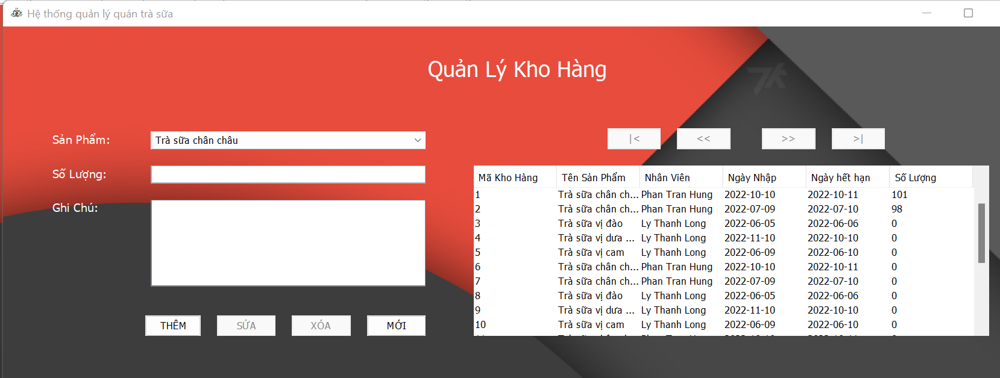 Hệ thống quản lý quán trà sữa
Quản Lý Kho Hàng
Sản Phẩm: Trà sữa chân châu
Số Lượng:
Ghi Chú:
THÊM SỬA XÓA MỚI
|< << >> >|
Mã Kho Hàng Tên Sản Phẩm Nhân Viên Ngày Nhập Ngày hết hạn Số Lượng
1 Trà sữa chân ch... Phan Tran Hung 2022-10-10 2022-10-11 101
2 Trà sữa chân ch... Phan Tran Hung 2022-07-09 2022-07-10 98
3 Trà sữa vị đào Ly Thanh Long 2022-06-05 2022-06-06 0
4 Trà sữa vị dưa ... Ly Thanh Long 2022-11-10 2022-10-10 0
5 Trà sữa vị cam Ly Thanh Long 2022-06-09 2022-06-10 0
6 Trà sữa chân ch... Phan Tran Hung 2022-10-10 2022-10-11 0
7 Trà sữa chân ch... Phan Tran Hung 2022-07-09 2022-07-10 0
8 Trà sữa vị đào Ly Thanh Long 2022-06-05 2022-06-06 0
9 Trà sữa vị dưa ... Ly Thanh Long 2022-11-10 2022-10-10 0
10 Trà sữa vị cam Ly Thanh Long 2022-06-09 2022-06-10 0